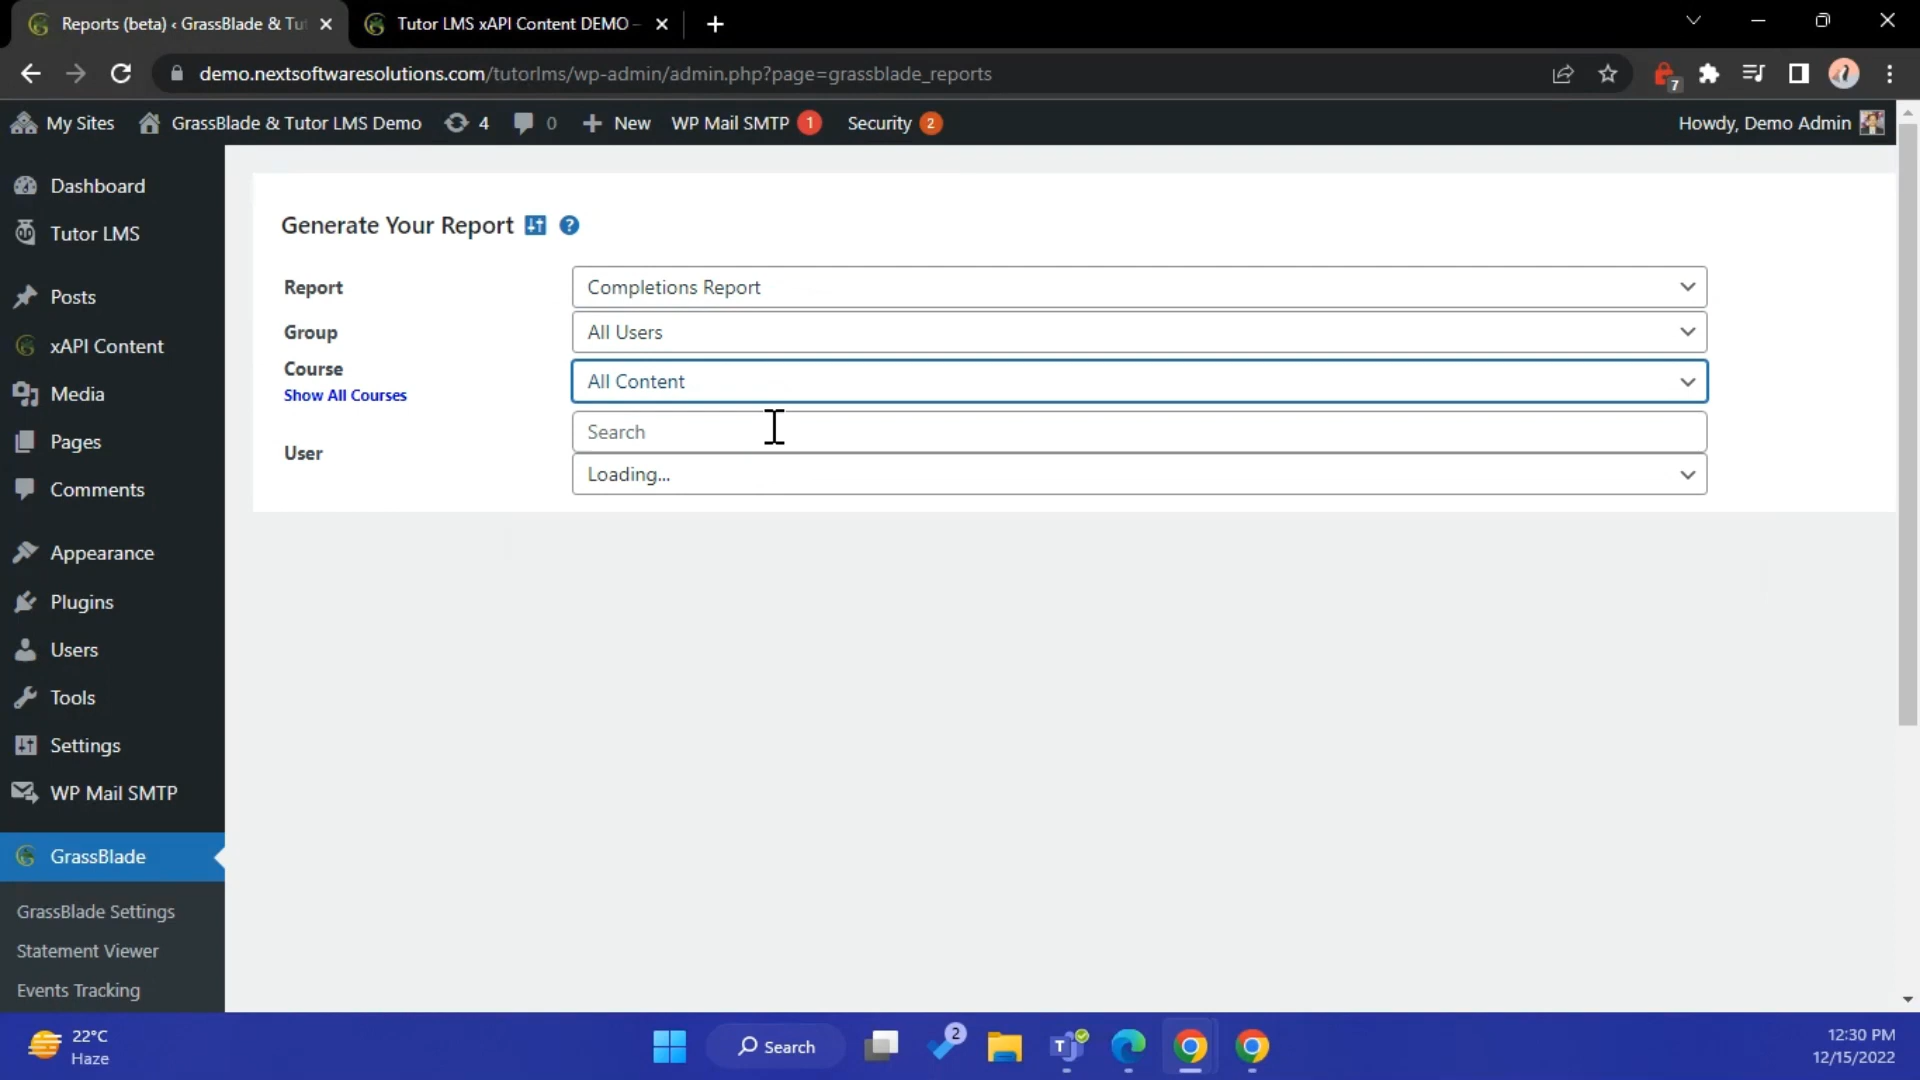 Reports (beta) ‹ GrassBlade & Tu
Tutor LMS xAPI Content DEMO –
demo.nextsoftwaresolutions.com/tutorlms/wp-admin/admin.php?page=grassblade_reports
7
My Sites
GrassBlade & Tutor LMS Demo
4
0
New
WP Mail SMTP 1
Security 2
Howdy, Demo Admin
Dashboard
Tutor LMS
Posts
xAPI Content
Media
Pages
Comments
Appearance
Plugins
Users
Tools
Settings
WP Mail SMTP
GrassBlade
GrassBlade Settings
Statement Viewer
Events Tracking
Generate Your Report ?
Report
Completions Report
Group
All Users
Course
Show All Courses
All Content
User
Search
Loading...
22°C
Haze
Search
2
T
12:30 PM
12/15/2022